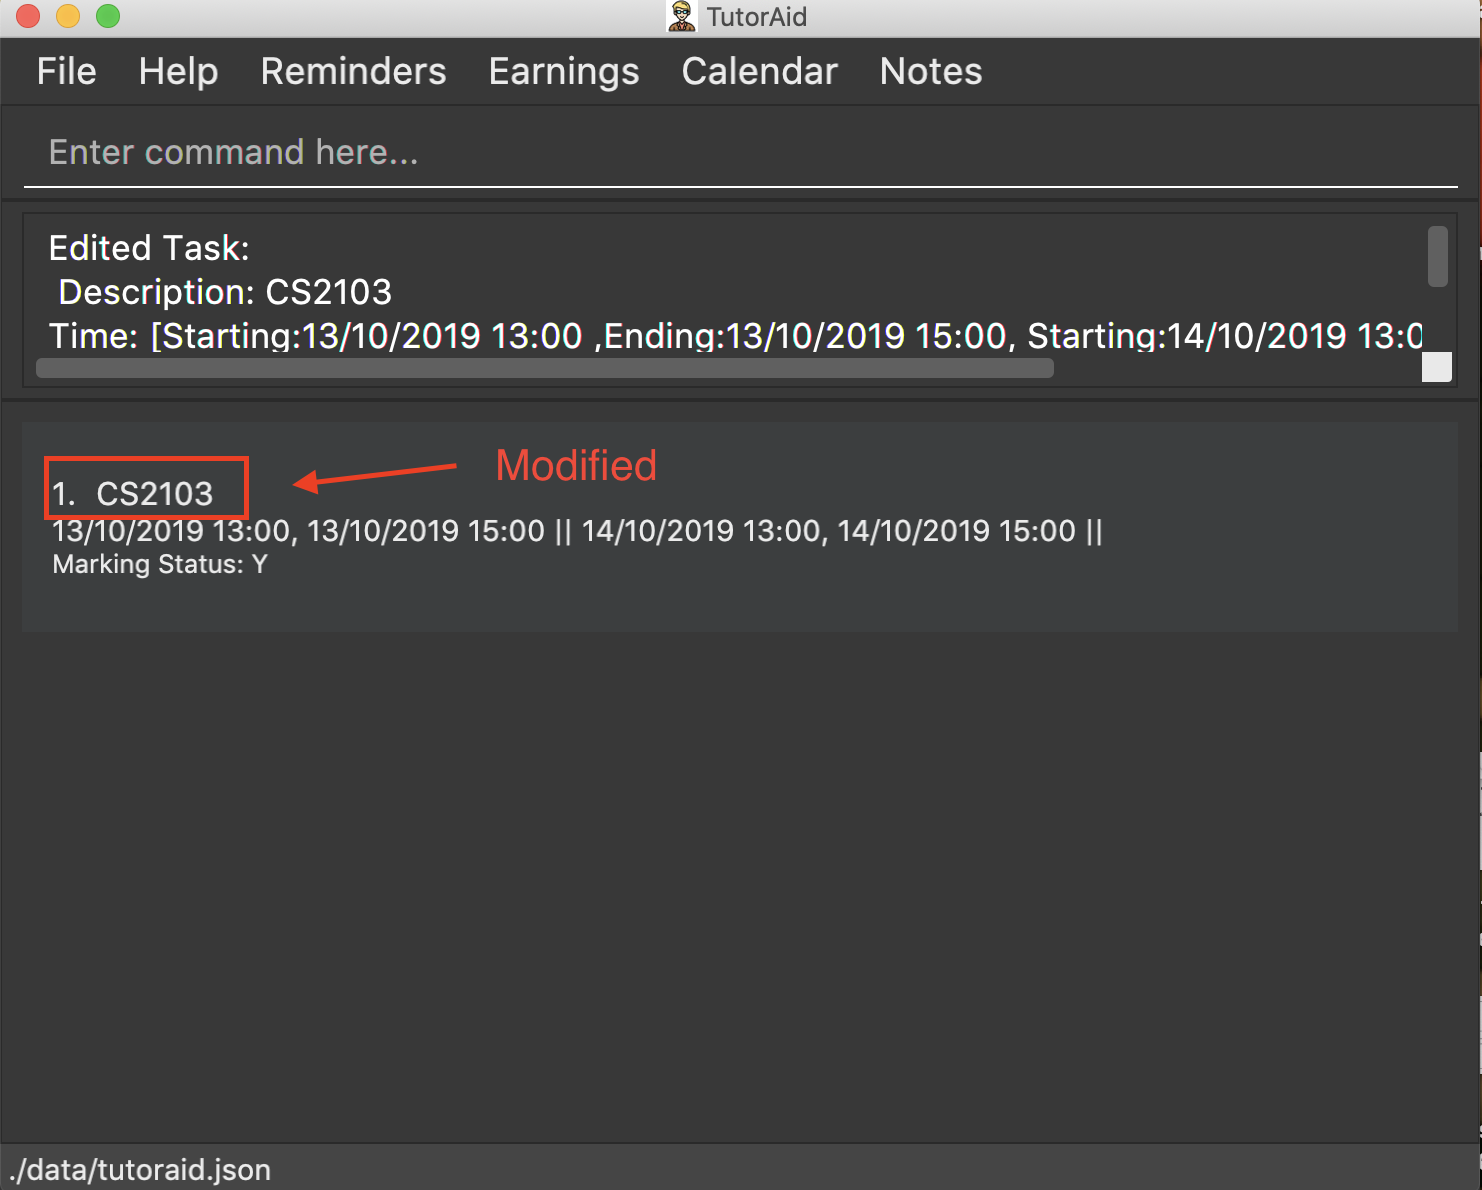 TutorAid
File Help Reminders Earnings Calendar Notes
Enter command here...
Edited Task:
Description: CS2103
Time: [Starting:13/10/2019 13:00 ,Ending:13/10/2019 15:00, Starting:14/10/2019 13:0
Modified
1. CS2103
13/10/2019 13:00, 13/10/2019 15:00 || 14/10/2019 13:00, 14/10/2019 15:00 ||
Marking Status: Y
./data/tutoraid.json